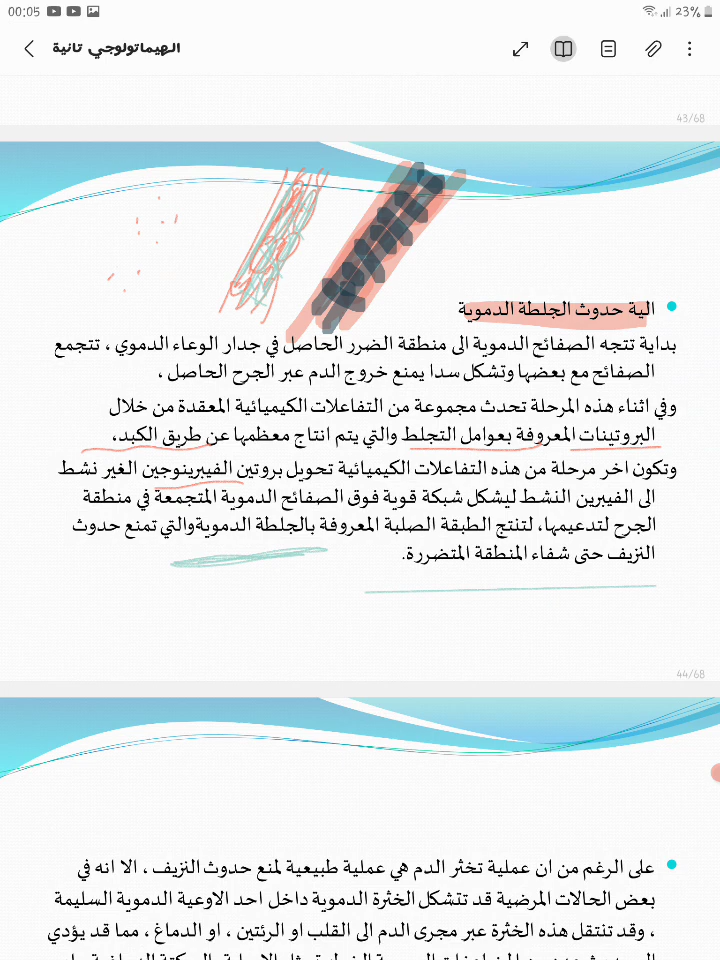 00:05
23%
الهيماتولوجي تانية
43/68
الية حدوث الجلطة الدموية
بداية تتجه الصفائح الدموية الى منطقة الضرر الحاصل في جدار الوعاء الدموي ، تتجمع
الصفائح مع بعضها وتشكل سدا يمنع خروج الدم عبر الجرح الحاصل ،
وفي اثناء هذه المرحلة تحدث مجموعة من التفاعلات الكيميائية المعقدة من خلال
البروتينات المعروفة بعوامل التجلط والتي يتم انتاج معظمها عن طريق الكبد،
وتكون اخر مرحلة من هذه التفاعلات الكيميائية تحويل بروتين الفيبرينوجين الغير نشط
الى الفيبرين النشط ليشكل شبكة قوية فوق الصفائح الدموية المتجمعة في منطقة
الجرح لتدعيمها، لتنتج الطبقة الصلبة المعروفة بالجلطة الدمويةوالتي تمنع حدوث
النزيف حتى شفاء المنطقة المتضررة.
44/68
على الرغم من ان عملية تخثر الدم هي عملية طبيعية لمنع حدوث النزيف ، الا انه في
بعض الحالات المرضية قد تتشكل الخثرة الدموية داخل احد الاوعية الدموية السليمة
، وقد تنتقل هذه الخثرة عبر مجرى الدم الى القلب او الرئتين ، او الدماغ ، مما قد يؤدي